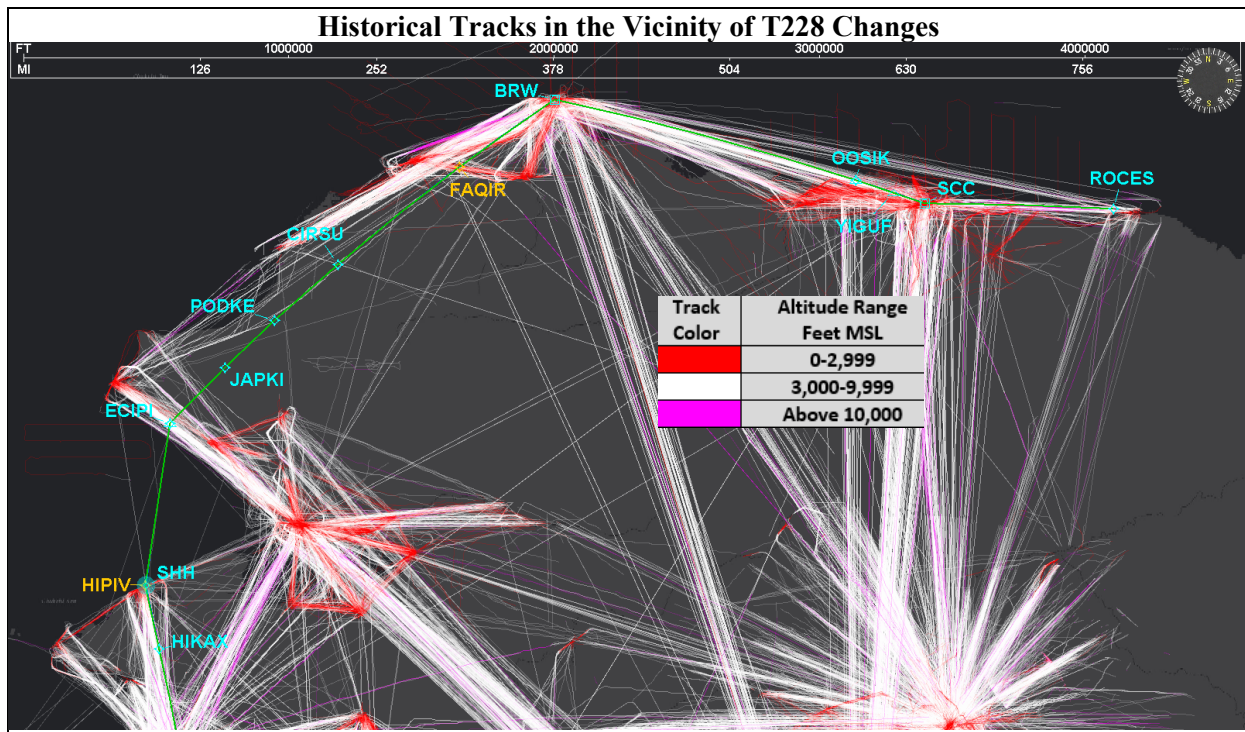 Historical Tracks in the Vicinity of T228 Changes
FT 1000000 2000000 3000000 4000000
MI 126 252 378 504 630 756
BRW
OOSIK
ROCES
SCC
FAQIR
YIGUF
CIRSU
PODKE
Track Color
Altitude Range Feet MSL
0-2,999
3,000-9,999
Above 10,000
JAPKI
ECIPI
SHH
HIPIV
HIKAX